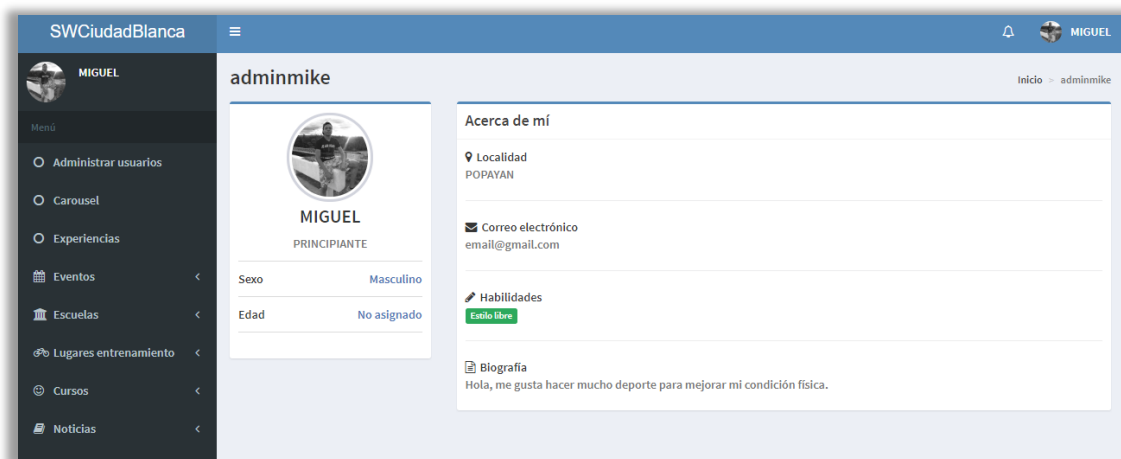 SWCiudadBlanca
MIGUEL
MIGUEL
Menú
Administrar usuarios
Carousel
Experiencias
Eventos
Escuelas
Lugares entrenamiento
Cursos
Noticias
adminmike
Inicio > adminmike
MIGUEL
PRINCIPIANTE
Sexo Masculino
Edad No asignado
Acerca de mí
Localidad
POPAYAN
Correo electrónico
email@gmail.com
Habilidades
Estilo libre
Biografía
Hola, me gusta hacer mucho deporte para mejorar mi condición física.